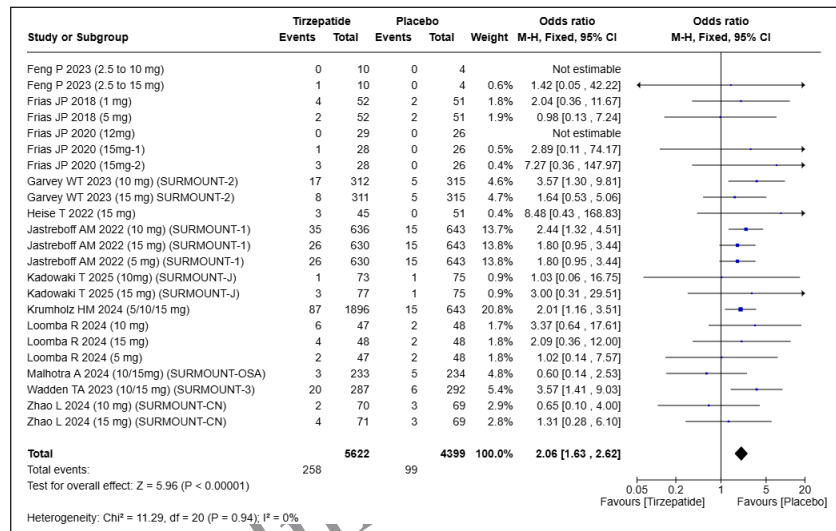 Tirzepatide Placebo Odds ratio Odds ratio
Study or Subgroup Events Total Events Total Weight M-H, Fixed, 95% CI M-H, Fixed, 95% CI
Feng P 2023 (2.5 to 10 mg) 0 10 0 4 Not estimable
Feng P 2023 (2.5 to 15 mg) 1 10 0 4 0.6% 1.42 [0.05 , 42.22]
Frias JP 2018 (1 mg) 4 52 2 51 1.8% 2.04 [0.36 , 11.67]
Frias JP 2018 (5 mg) 2 52 2 51 1.9% 0.98 [0.13 , 7.24]
Frias JP 2020 (12mg) 0 29 0 26 Not estimable
Frias JP 2020 (15mg-1) 1 28 0 26 0.5% 2.89 [0.11 , 74.17]
Frias JP 2020 (15mg-2) 3 28 0 26 0.4% 7.27 [0.36 , 147.97]
Garvey WT 2023 (10 mg) (SURMOUNT-2) 17 312 5 315 4.6% 3.57 [1.30 , 9.81]
Garvey WT 2023 (15 mg) SURMOUNT-2) 8 311 5 315 4.7% 1.64 [0.53 , 5.06]
Heise T 2022 (15 mg) 3 45 0 51 0.4% 8.48 [0.43 , 168.83]
Jastreboff AM 2022 (10 mg) (SURMOUNT-1) 35 636 15 643 13.7% 2.44 [1.32 , 4.51]
Jastreboff AM 2022 (15 mg) (SURMOUNT-1) 26 630 15 643 13.8% 1.80 [0.95 , 3.44]
Jastreboff AM 2022 (5 mg) (SURMOUNT-1) 26 630 15 643 13.8% 1.80 [0.95 , 3.44]
Kadowaki T 2025 (10mg) (SURMOUNT-J) 1 73 1 75 0.9% 1.03 [0.06 , 16.75]
Kadowaki T 2025 (15 mg) (SURMOUNT-J) 3 77 1 75 0.9% 3.00 [0.31 , 29.51]
Krumholz HM 2024 (5/10/15 mg) 87 1896 15 643 20.8% 2.01 [1.16 , 3.51]
Loomba R 2024 (10 mg) 6 47 2 48 1.7% 3.37 [0.64 , 17.61]
Loomba R 2024 (15 mg) 4 48 2 48 1.8% 2.09 [0.36 , 12.00]
Loomba R 2024 (5 mg) 2 47 2 48 1.9% 1.02 [0.14 , 7.57]
Malhotra A 2024 (10/15mg) (SURMOUNT-OSA) 3 233 5 234 4.9% 0.60 [0.14 , 2.53]
Wadden TA 2023 (10/15 mg) (SURMOUNT-3) 20 287 6 292 5.4% 3.57 [1.41 , 9.03]
Zhao L 2024 (10 mg) (SURMOUNT-CN) 2 70 3 69 2.9% 0.65 [0.10 , 4.00]
Zhao L 2024 (15 mg) (SURMOUNT-CN) 4 71 3 69 2.8% 1.31 [0.28 , 6.10]
Total 5622 4399 100.0% 2.06 [1.63 , 2.62]
Total events: 258 99
Test for overall effect: Z = 5.96 (P < 0.00001)
0.05 0.2 1 5 20
Favours [Tirzepatide] Favours [Placebo]
Heterogeneity: Chi² = 11.29, df = 20 (P = 0.94); I² = 0%